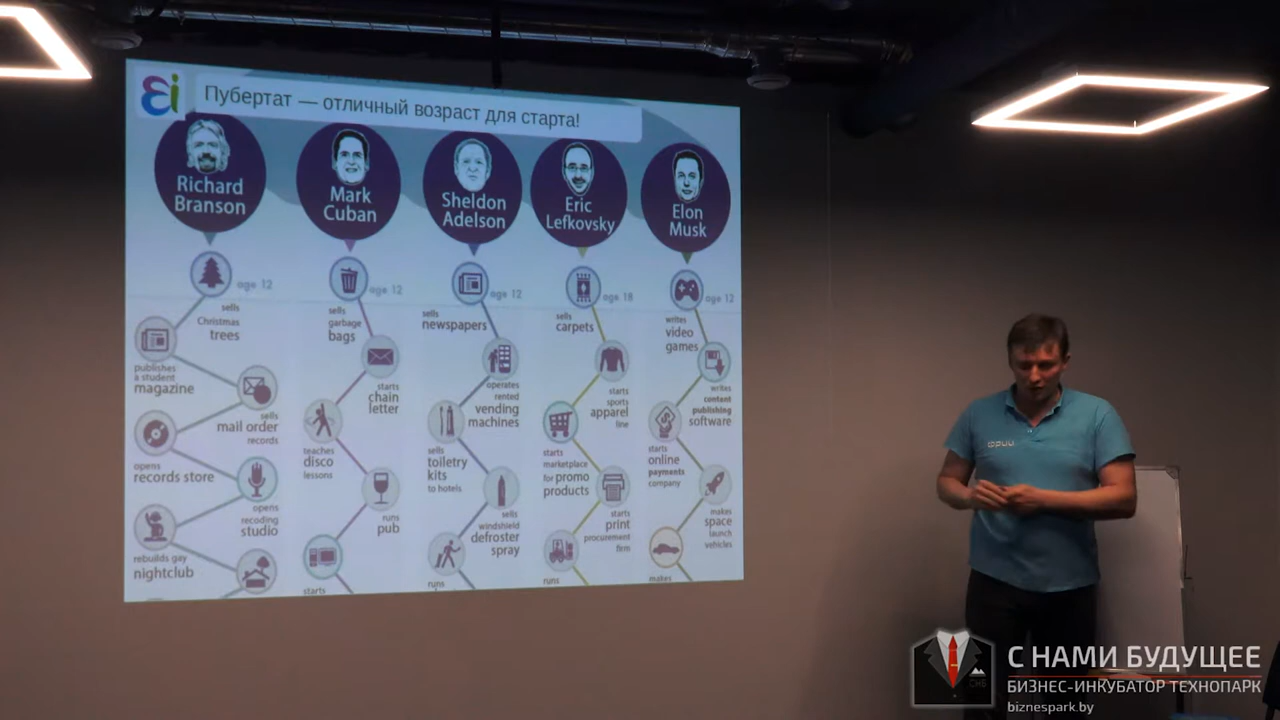 Пубертат — отличный возраст для старта!
Richard
Branson
age 12
sells
Christmas
trees
publishes
a student
magazine
sells
mail order
records
opens
records store
opens
recoding
studio
rebuilds gay
nightclub
Mark
Cuban
age 12
sells
garbage
bags
starts
chain
letter
teaches
disco
lessons
runs
pub
starts
Sheldon
Adelson
age 12
sells
newspapers
operates
rented
vending
machines
sells
toiletry
kits
to hotels
sells
windshield
defroster
spray
runs
Eric
Lefkovsky
age 18
sells
carpets
starts
sports
apparel
line
starts
marketplace
for promo
products
starts
print
procurement
firm
runs
Elon
Musk
age 12
writes
video
games
writes
content
publishing
software
starts
online
payments
company
makes
space
launch
vehicles
makes
С НАМИ БУДУЩЕЕ
БИЗНЕС-ИНКУБАТОР ТЕХНОПАРК
biznespark.by